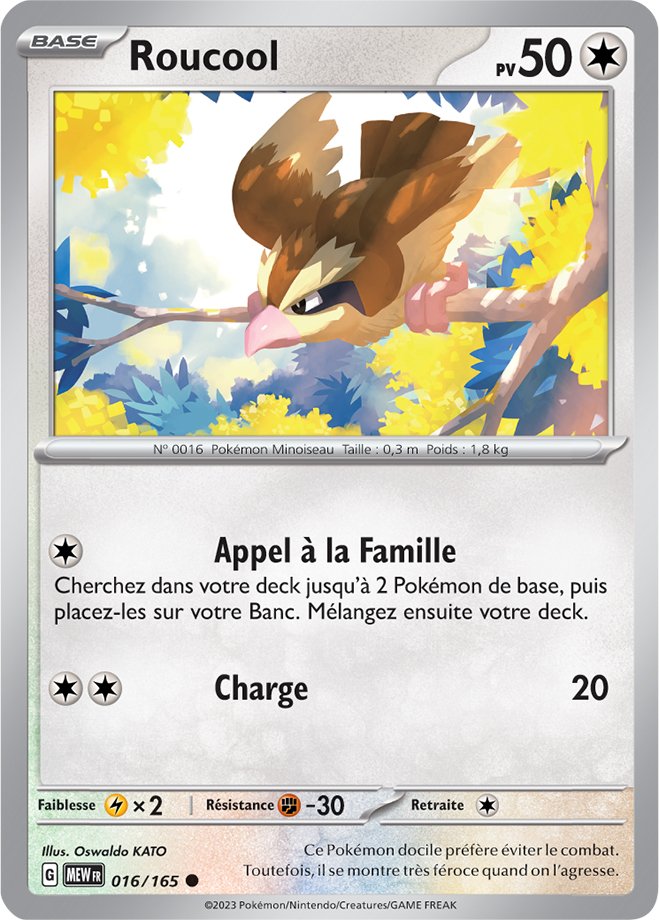 BASE Roucool PV 50
N° 0016 Pokémon Minoiseau Taille : 0,3 m Poids : 1,8 kg
Appel à la Famille
Cherchez dans votre deck jusqu'à 2 Pokémon de base, puis
placez-les sur votre Banc. Mélangez ensuite votre deck.
Charge 20
Faiblesse ×2 Résistance -30 Retraite
Illus. Oswaldo KATO
G MEW FR 016/165
Ce Pokémon docile préfère éviter le combat.
Toutefois, il se montre très féroce quand on l'agresse.
©2023 Pokémon/Nintendo/Creatures/GAME FREAK